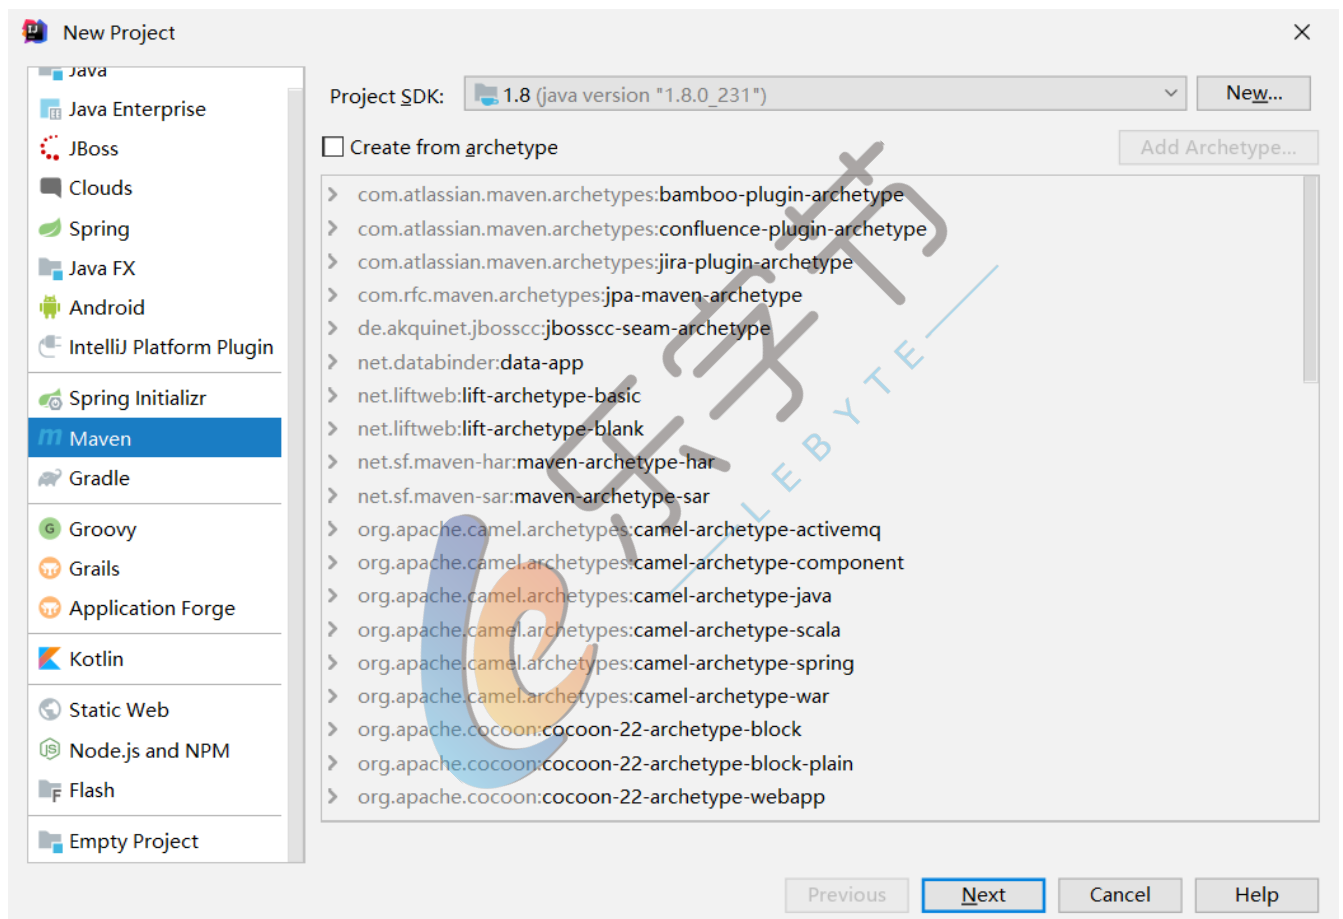 New Project
Java
Java Enterprise
JBoss
Clouds
Spring
Java FX
Android
IntelliJ Platform Plugin
Spring Initializr
Maven
Gradle
Groovy
Grails
Application Forge
Kotlin
Static Web
Node.js and NPM
Flash
Empty Project
Project SDK: 1.8 (java version "1.8.0_231") New...
Create from archetype Add Archetype...
com.atlassian.maven.archetypes:bamboo-plugin-archetype
com.atlassian.maven.archetypes:confluence-plugin-archetype
com.atlassian.maven.archetypes:jira-plugin-archetype
com.rfc.maven.archetypes:jpa-maven-archetype
de.akquinet.jbosscc:jbosscc-seam-archetype
net.databinder:data-app
net.liftweb:lift-archetype-basic
net.liftweb:lift-archetype-blank
net.sf.maven-har:maven-archetype-har
net.sf.maven-sar:maven-archetype-sar
org.apache.camel.archetypes:camel-archetype-activemq
org.apache.camel.archetypes:camel-archetype-component
org.apache.camel.archetypes:camel-archetype-java
org.apache.camel.archetypes:camel-archetype-scala
org.apache.camel.archetypes:camel-archetype-spring
org.apache.camel.archetypes:camel-archetype-war
org.apache.cocoon:cocoon-22-archetype-block
org.apache.cocoon:cocoon-22-archetype-block-plain
org.apache.cocoon:cocoon-22-archetype-webapp
乐字节
LEBYTE
Previous Next Cancel Help